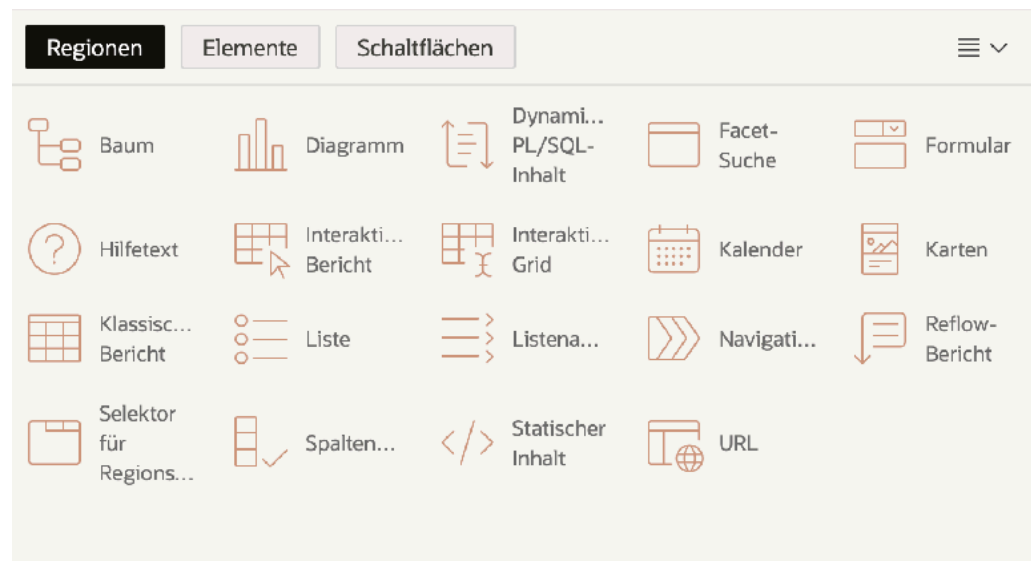 Regionen
Elemente
Schaltflächen
Baum
Diagramm
Dynami...
PL/SQL-
Inhalt
Facet-
Suche
Formular
Hilfetext
Interakti...
Bericht
Interakti...
Grid
Kalender
Karten
Klassisc...
Bericht
Liste
Listena...
Navigati...
Reflow-
Bericht
Selektor
für
Regions...
Spalten...
Statischer
Inhalt
URL